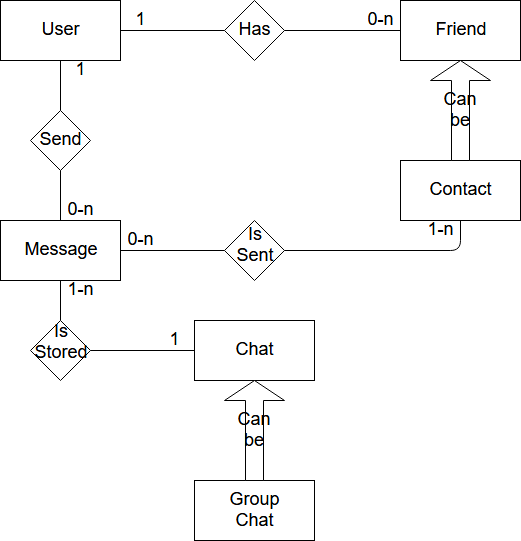 User
1
Has
0-n
Friend
1
Can
be
Send
Contact
0-n
Message
0-n
Is
Sent
1-n
1-n
Is
Stored
1
Chat
Can
be
Group
Chat